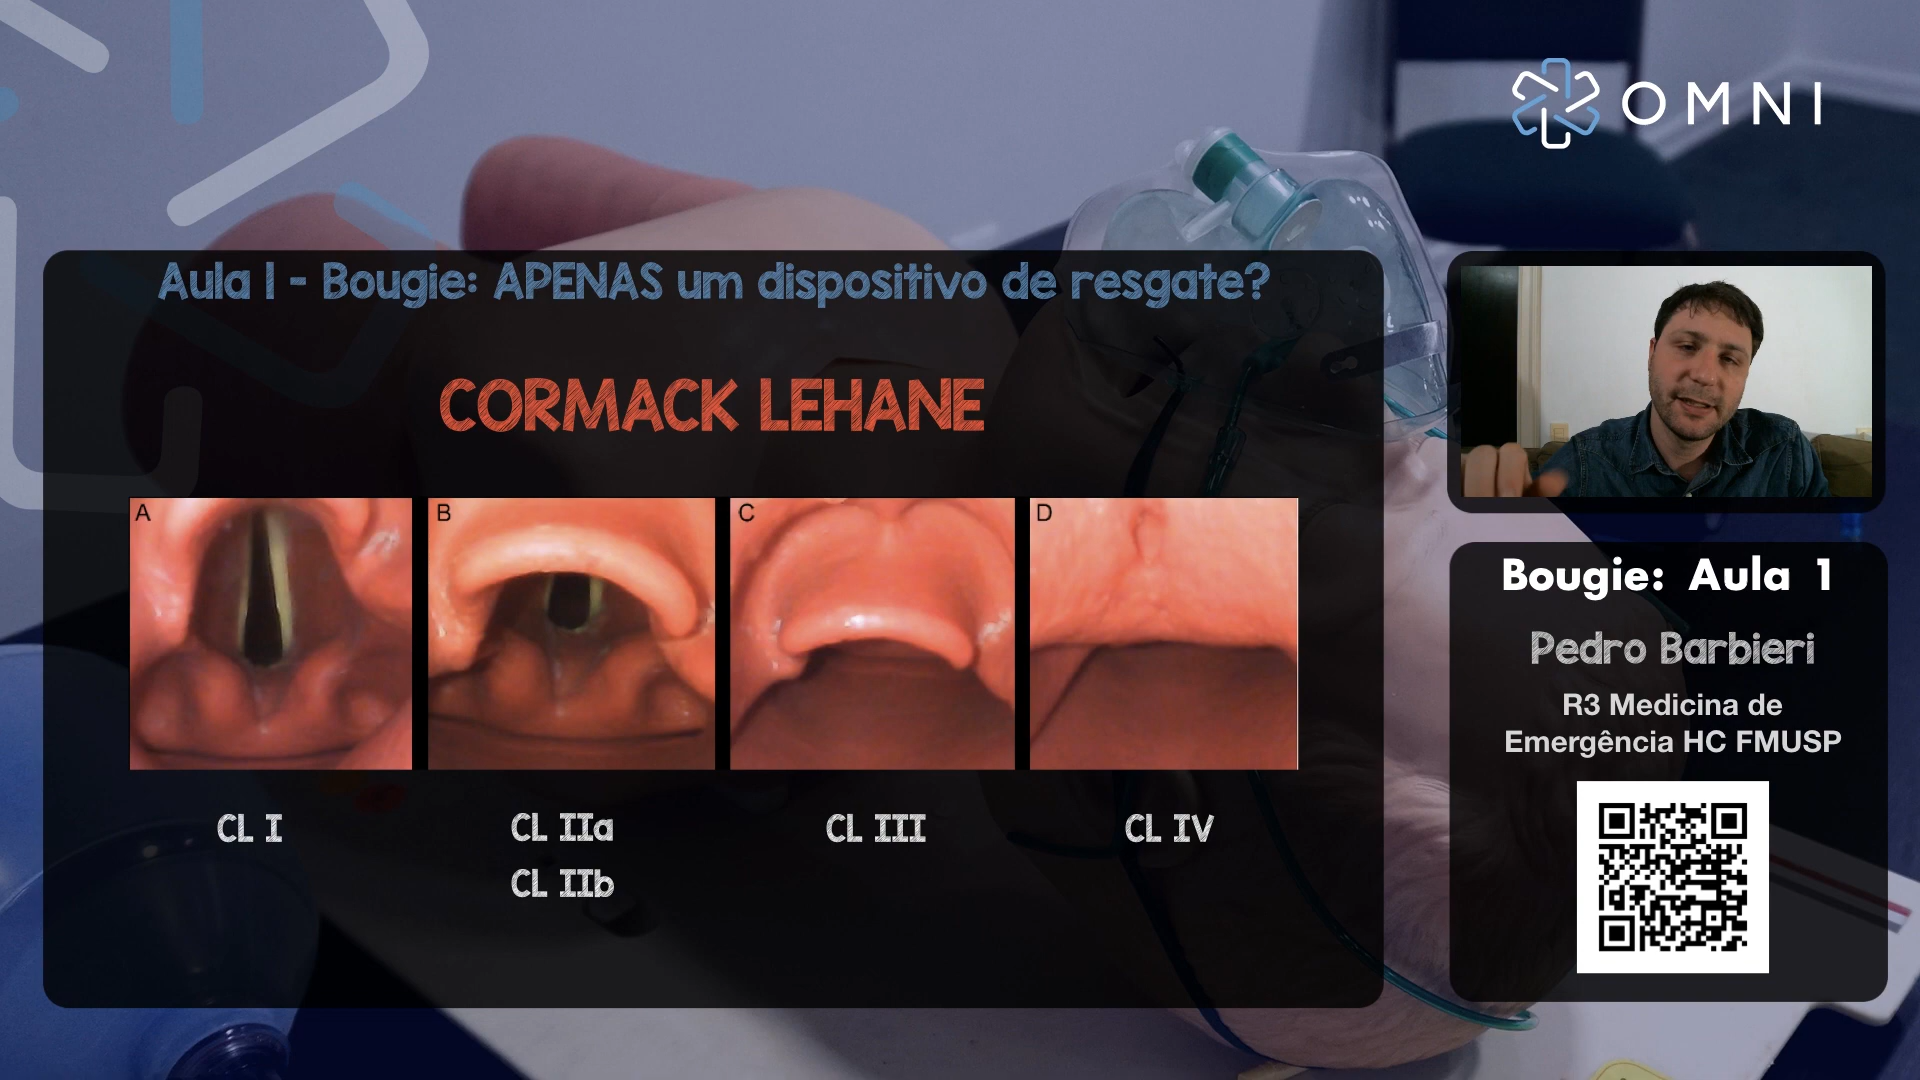 OMNI
Aula 1 - Bougie: APENAS um dispositivo de resgate?
CORMACK LEHANE
A
B
C
D
CL I
CL IIa
CL III
CL IV
CL IIb
Bougie: Aula 1
Pedro Barbieri
R3 Medicina de
Emergência HC FMUSP